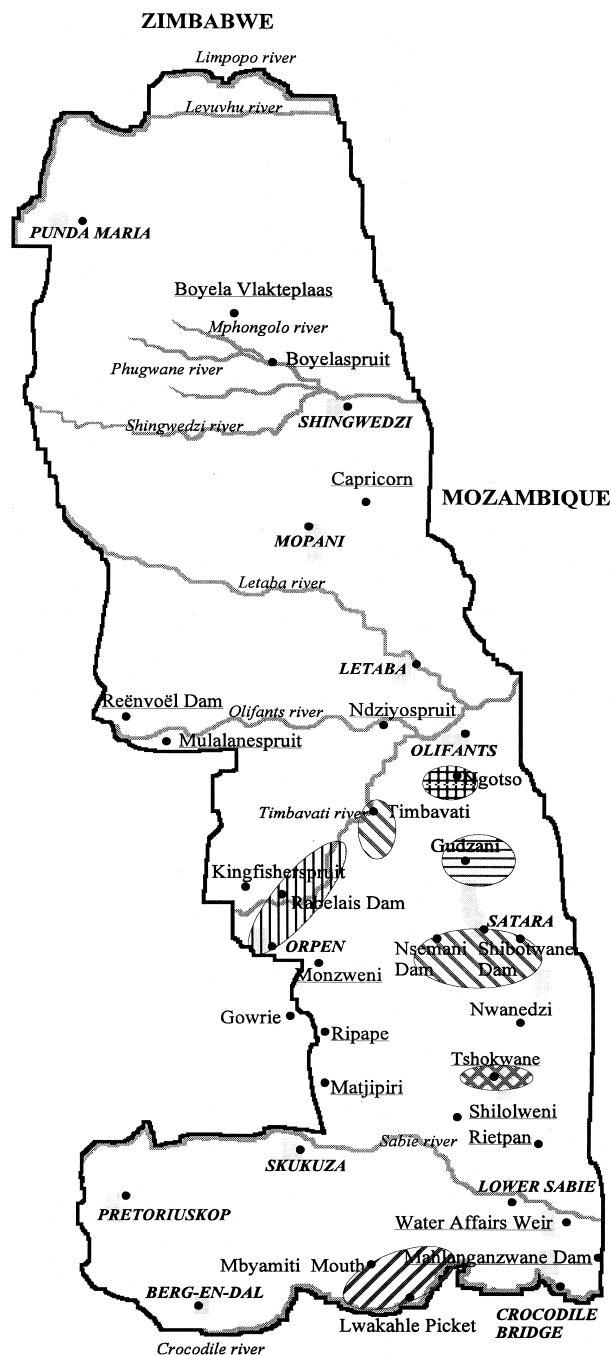 ZIMBABWE
Limpopo river
Levuvhu river
PUNDA MARIA
Boyela Vlakteplaas
Mphongolo river
Boyelaspruit
Phugwane river
SHINGWEDZI
Shingwedzi river
Capricorn
MOZAMBIQUE
MOPANI
Letaba river
LETABA
Reënvoël Dam
Olifants river
Ndziyospruit
Mulalanespruit
OLIFANTS
Ngotso
Timbavati river
Timbavati
Gudzani
Kingfisherspruit
Rabelais Dam
SATARA
ORPEN
Nsemani
Dam
Shibotwane
Dam
Monzweni
Nwanedzi
Gowrie
Ripape
Tshokwane
Matjipiri
Shilolweni
Sabie river
Rietpan
SKUKUZA
LOWER SABIE
PRETORIUSKOP
Water Affairs Weir
Mbyamiti Mouth
Mahlanganzwane Dam
BERG-EN-DAL
Lwakahle Picket
CROCODILE
BRIDGE
Crocodile river